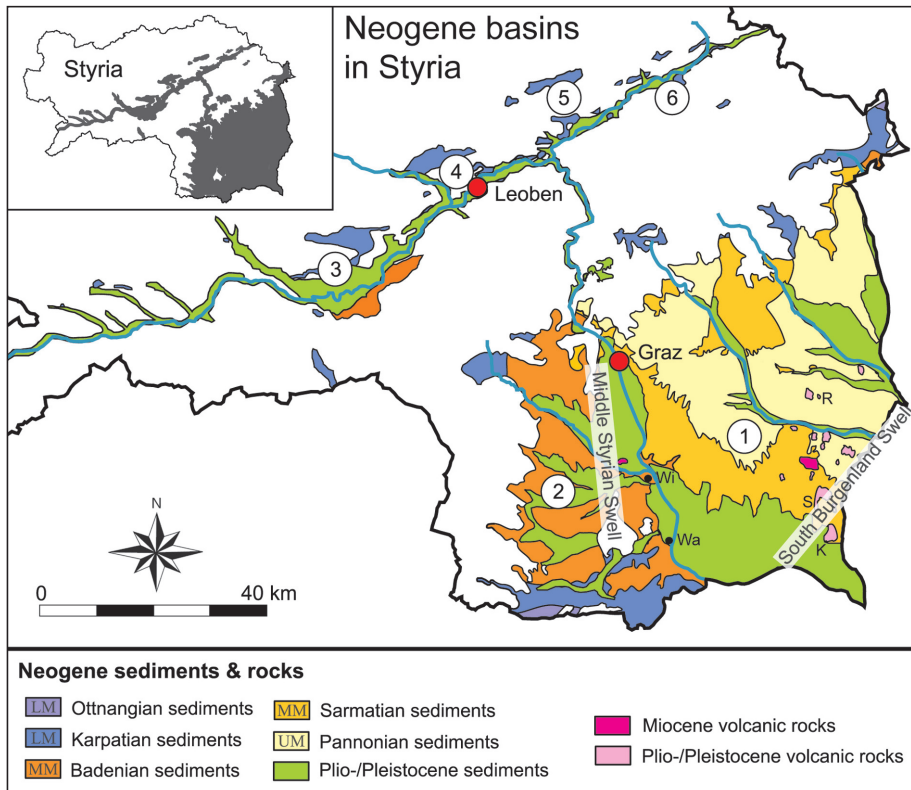 Styria
Neogene basins
in Styria
5
6
4
Leoben
3
Graz
Middle Styrian Swell
R
1
South Burgenland Swell
2
Wi
S
Wa
K
N
0
40 km
Neogene sediments & rocks
LM Ottnangian sediments
LM Karpatian sediments
MM Badenian sediments
MM Sarmatian sediments
UM Pannonian sediments
Plio-/Pleistocene sediments
Miocene volcanic rocks
Plio-/Pleistocene volcanic rocks